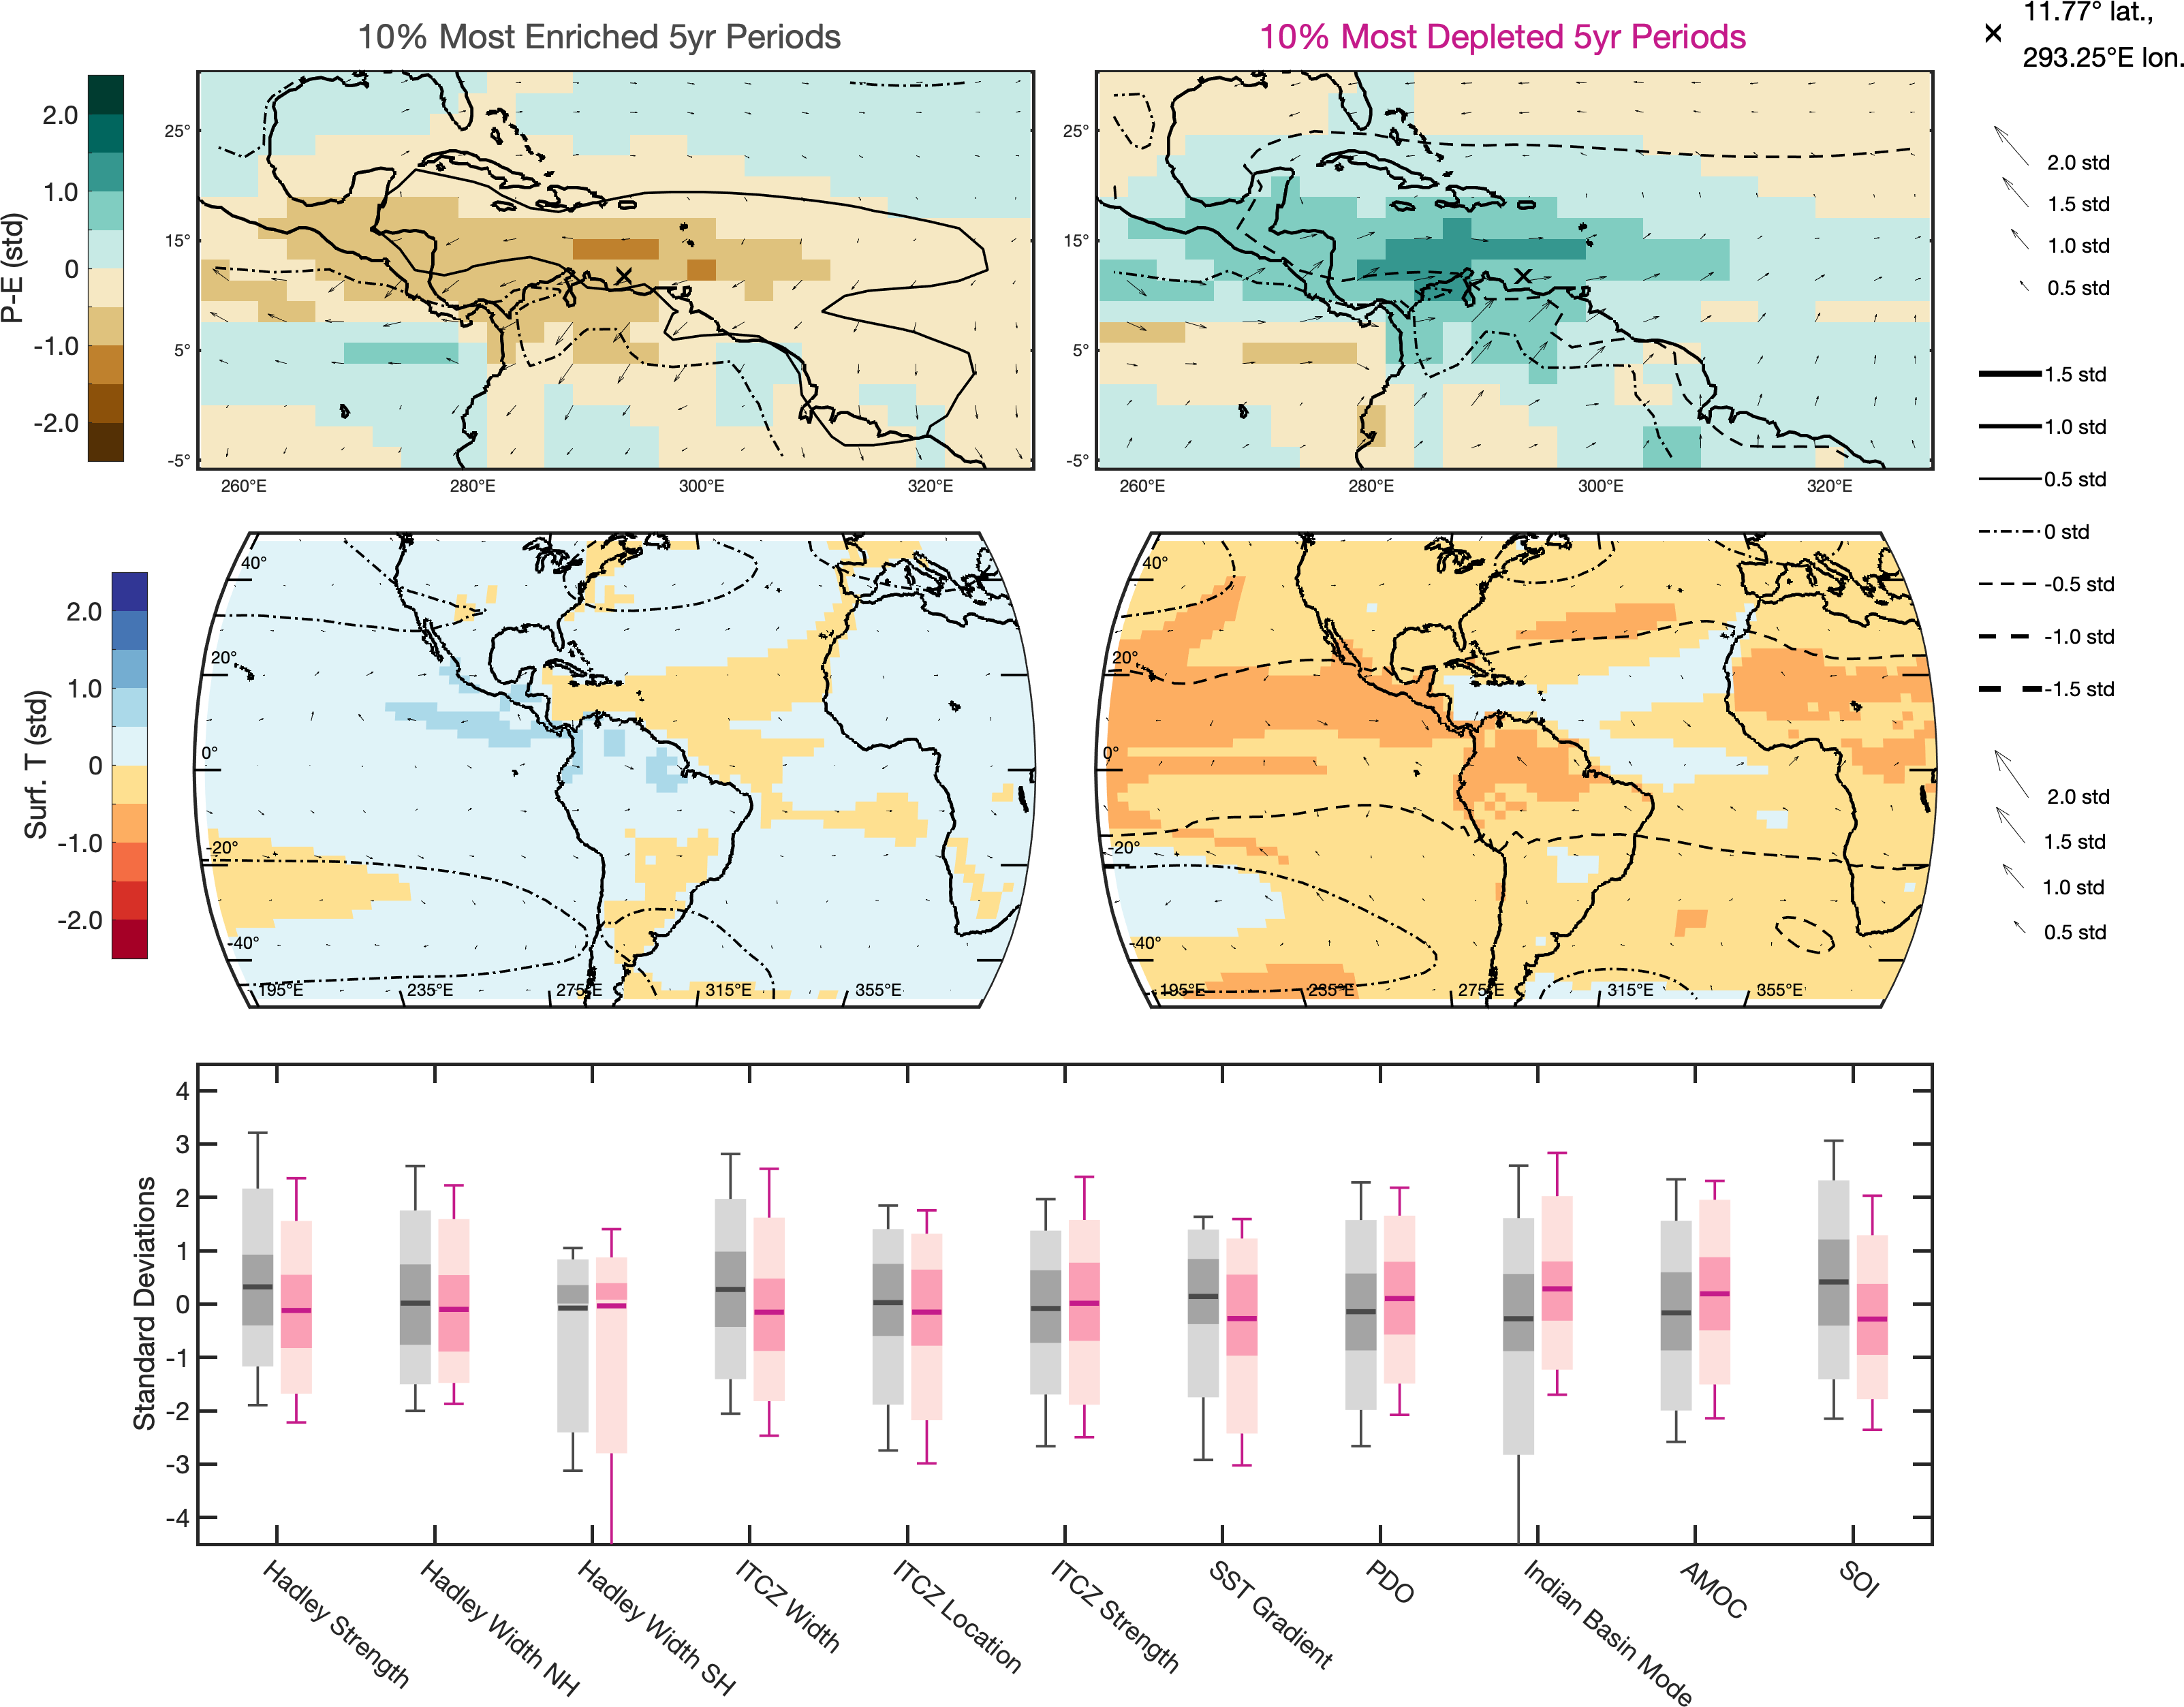 10% Most Enriched 5yr Periods
10% Most Depleted 5yr Periods
11.77° lat.,
293.25°E lon.
P-E (std)
2.0
1.0
0
-1.0
-2.0
25°
15°
5°
-5°
260°E
280°E
300°E
320°E
25°
15°
5°
-5°
260°E
280°E
300°E
320°E
2.0 std
1.5 std
1.0 std
0.5 std
1.5 std
1.0 std
0.5 std
0 std
-0.5 std
-1.0 std
-1.5 std
Surf. T (std)
2.0
1.0
0
-1.0
-2.0
40°
20°
0°
-20°
-40°
195°E
235°E
275°E
315°E
355°E
40°
20°
0°
-20°
-40°
195°E
235°E
275°E
315°E
355°E
2.0 std
1.5 std
1.0 std
0.5 std
Standard Deviations
4
3
2
1
0
-1
-2
-3
-4
Hadley Strength
Hadley Width NH
Hadley Width SH
ITCZ Width
ITCZ Location
ITCZ Strength
SST Gradient
PDO
Indian Basin Mode
AMOC
SOI